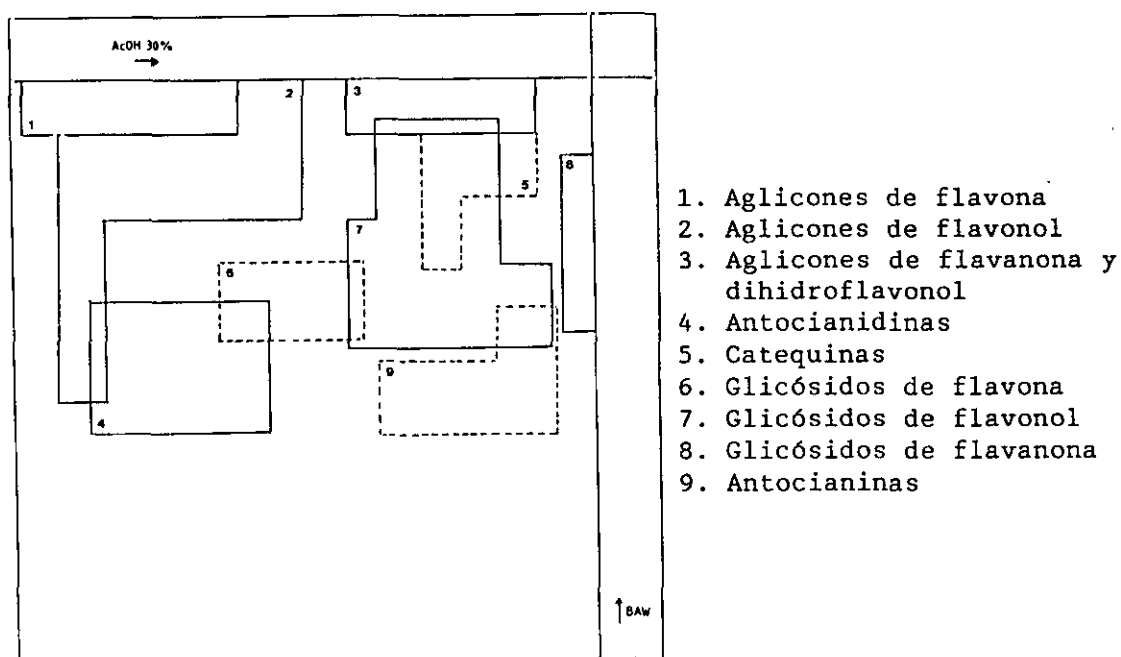 AcOH 30%
→
1
2
3
4
5
6
7
8
9
↑ BAW
1. Aglicones de flavona
2. Aglicones de flavonol
3. Aglicones de flavanona y
dihidroflavonol
4. Antocianidinas
5. Catequinas
6. Glicósidos de flavona
7. Glicósidos de flavonol
8. Glicósidos de flavanona
9. Antocianinas